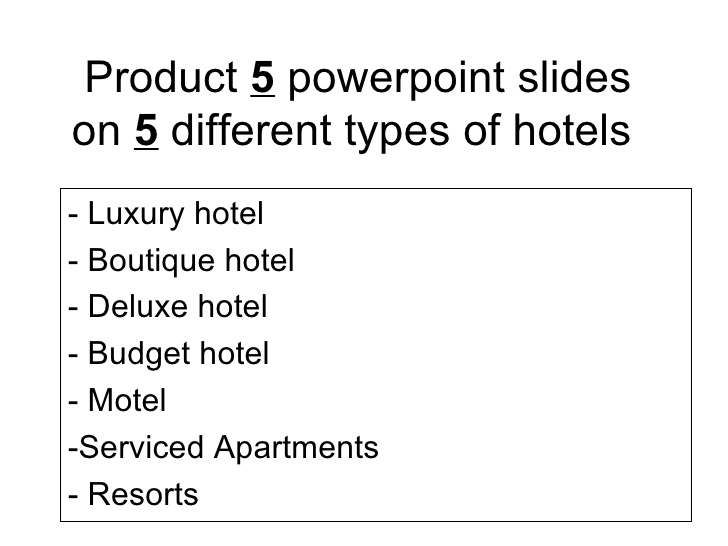 Product 5 powerpoint slides
on 5 different types of hotels
- Luxury hotel
- Boutique hotel
- Deluxe hotel
- Budget hotel
- Motel
-Serviced Apartments
- Resorts